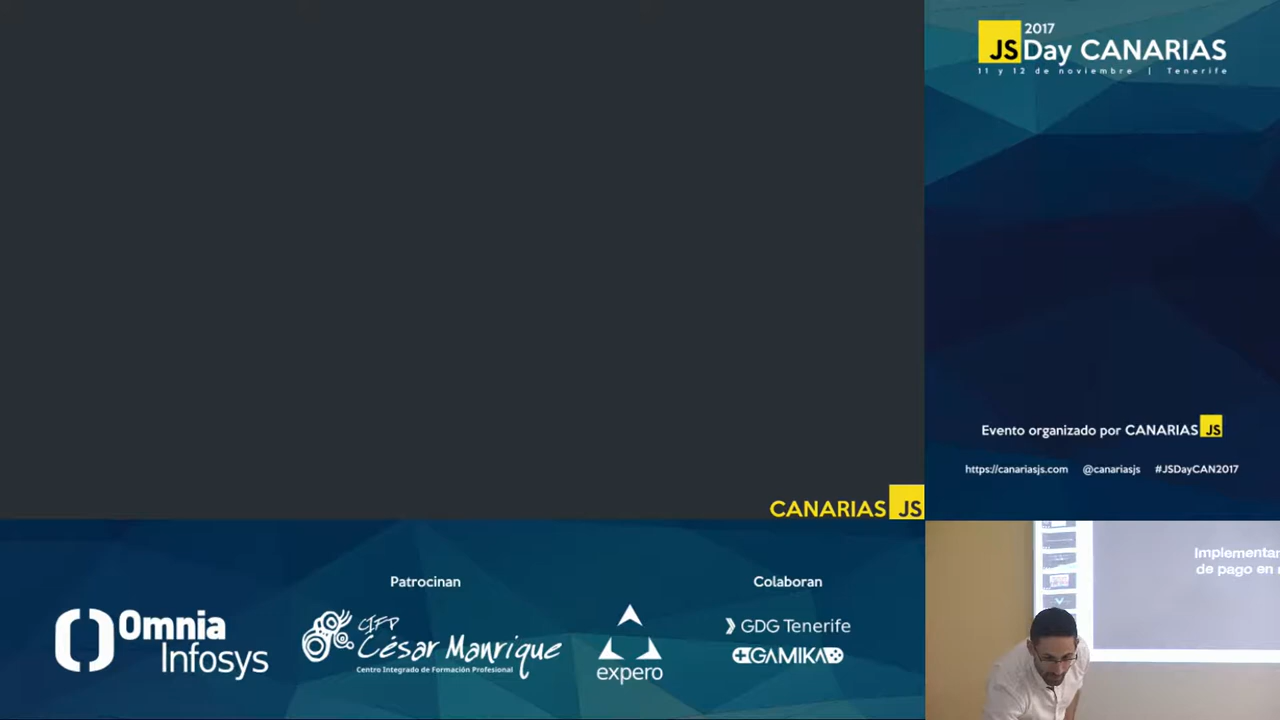 2017
JSDay CANARIAS
11 y 12 de noviembre | Tenerife
Evento organizado por CANARIAS JS
https://canariasjs.com @canariasjs #JSDayCAN2017
CANARIAS JS
Patrocinan
Colaboran
Omnia
Infosys
CIFP
César Manrique
Centro Integrado de Formación Profesional
expero
GDG Tenerife
GAMIKA
Implementar
de pago en